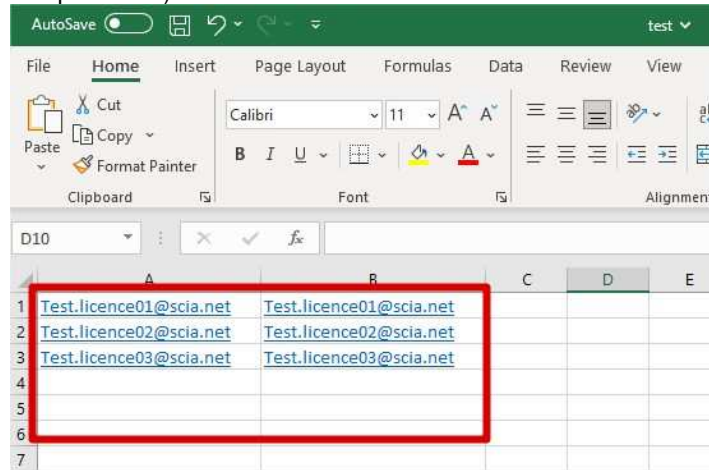 AutoSave test
File Home Insert Page Layout Formulas Data Review View
Paste
Cut
Copy
Format Painter
Calibri 11 A^ A˅
B I U A
Clipboard Font Alignmen
D10 fx
A B C D E
1 Test.licence01@scia.net Test.licence01@scia.net
2 Test.licence02@scia.net Test.licence02@scia.net
3 Test.licence03@scia.net Test.licence03@scia.net
4
5
6
7